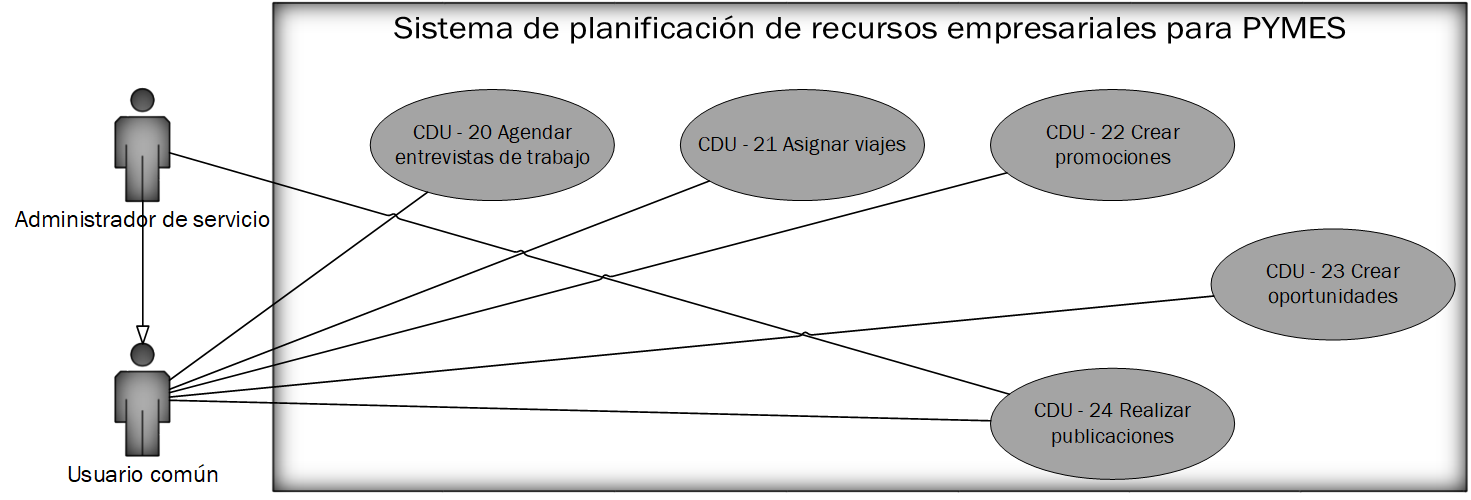 Sistema de planificación de recursos empresariales para PYMES
CDU - 20 Agendar
entrevistas de trabajo
CDU - 21 Asignar viajes
CDU - 22 Crear
promociones
Administrador de servicio
CDU - 23 Crear
oportunidades
CDU - 24 Realizar
publicaciones
Usuario común